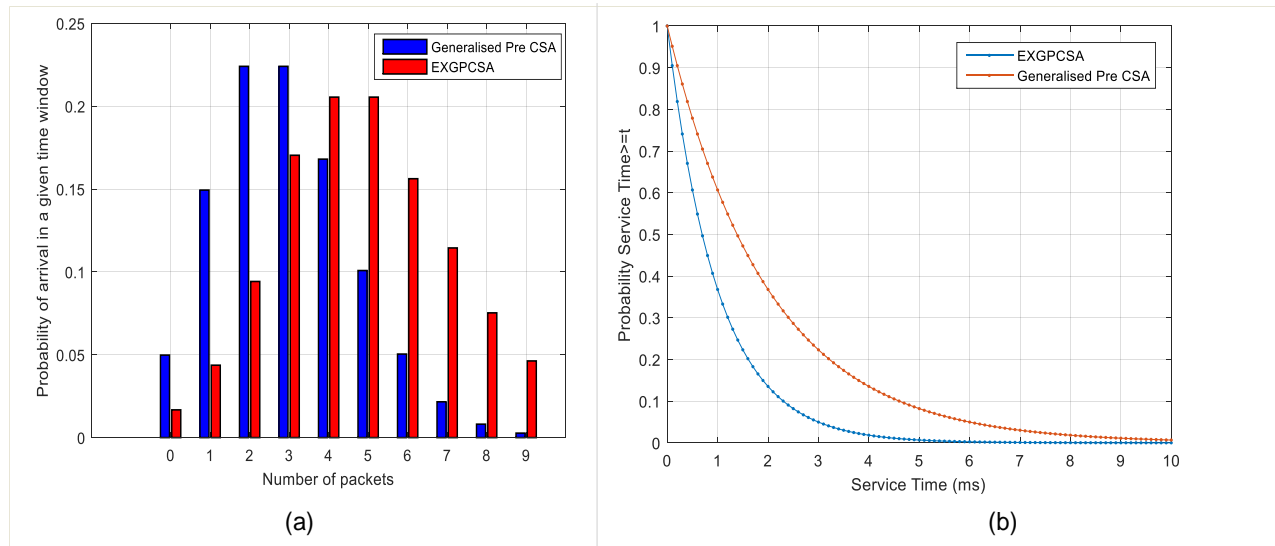 Probability of arrival in a given time window
0.25
0.2
0.15
0.1
0.05
0
Generalised Pre CSA
EXGPCSA
0 1 2 3 4 5 6 7 8 9
Number of packets
(a)
Probability Service Time>=t
1
0.9
0.8
0.7
0.6
0.5
0.4
0.3
0.2
0.1
0
EXGPCSA
Generalised Pre CSA
0 1 2 3 4 5 6 7 8 9 10
Service Time (ms)
(b)